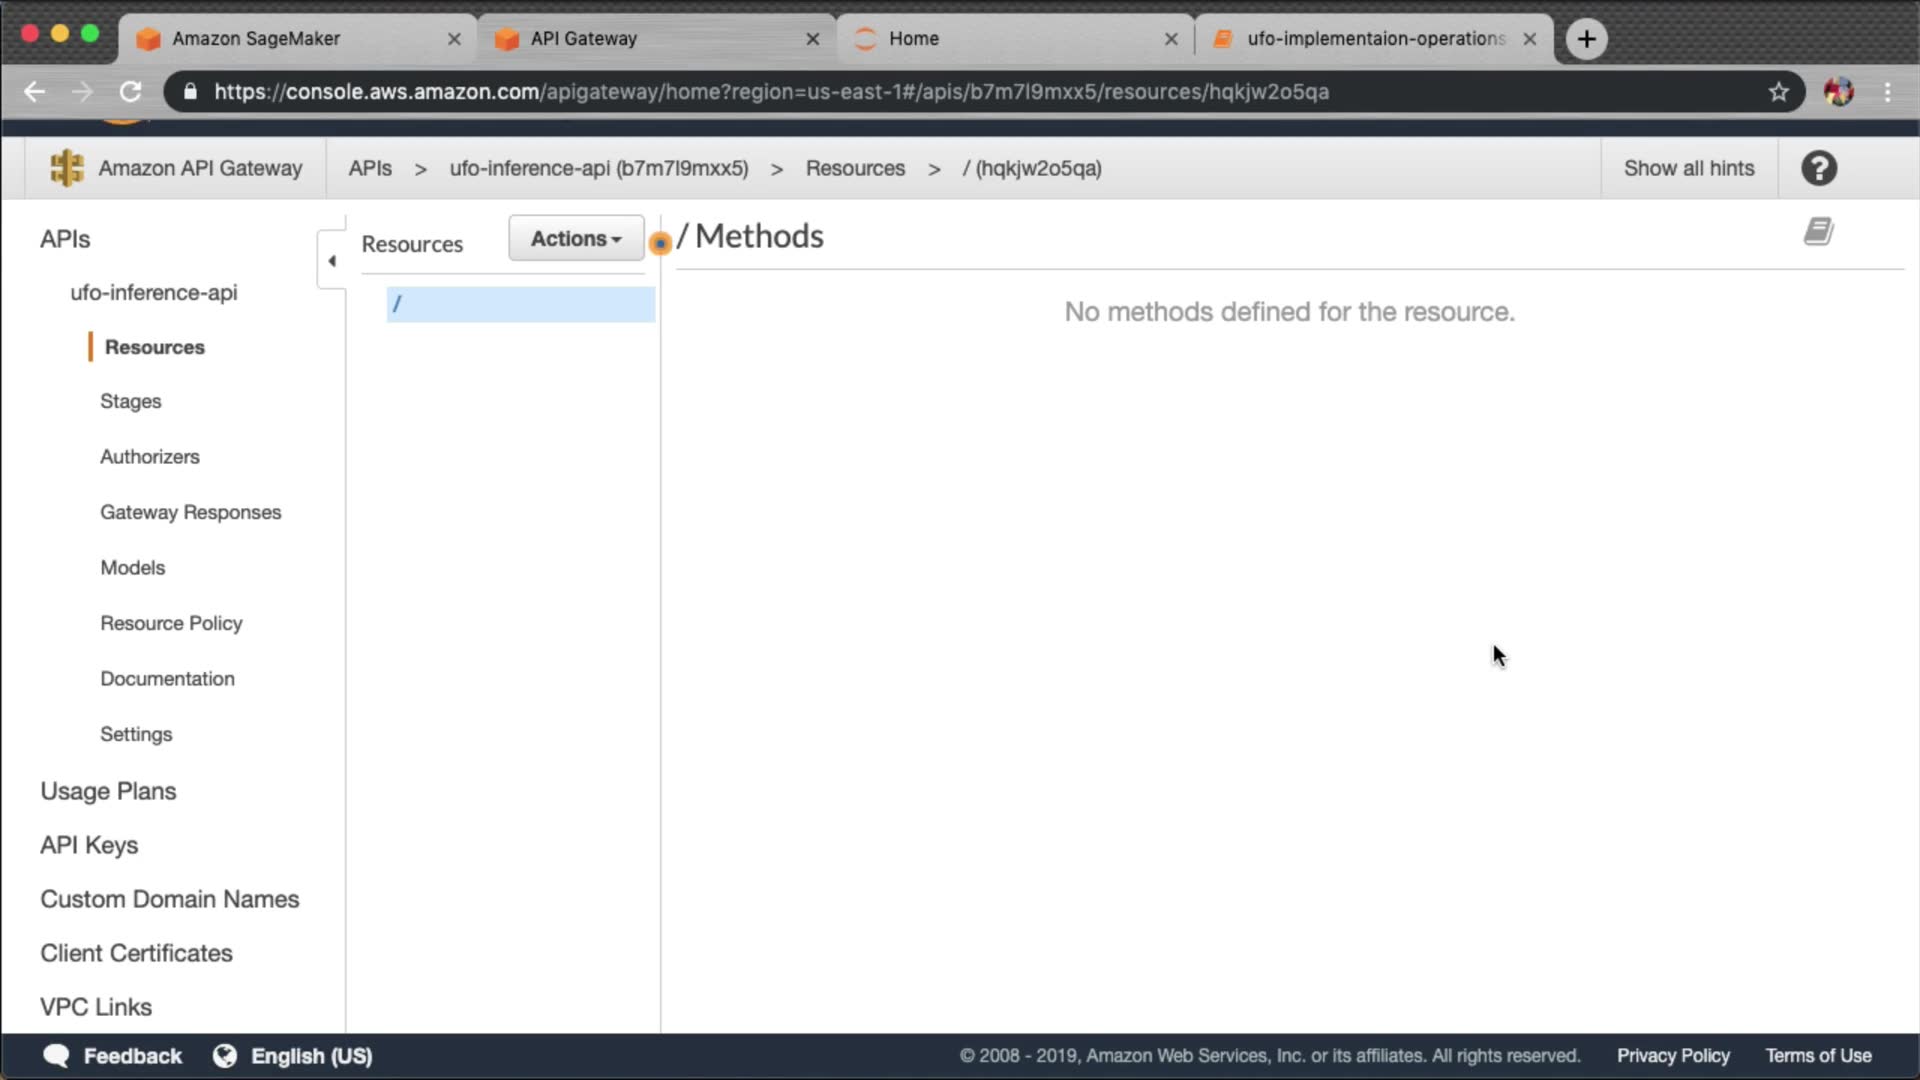 Amazon SageMaker
API Gateway
Home
ufo-implementaion-operations
https://console.aws.amazon.com/apigateway/home?region=us-east-1#/apis/b7m7l9mxx5/resources/hqkjw2o5qa
Amazon API Gateway
APIs > ufo-inference-api (b7m7l9mxx5) > Resources > / (hqkjw2o5qa)
Show all hints
APIs
ufo-inference-api
Resources
Stages
Authorizers
Gateway Responses
Models
Resource Policy
Documentation
Settings
Usage Plans
API Keys
Custom Domain Names
Client Certificates
VPC Links
Resources
Actions
/
/ Methods
No methods defined for the resource.
Feedback
English (US)
© 2008 - 2019, Amazon Web Services, Inc. or its affiliates. All rights reserved.
Privacy Policy
Terms of Use